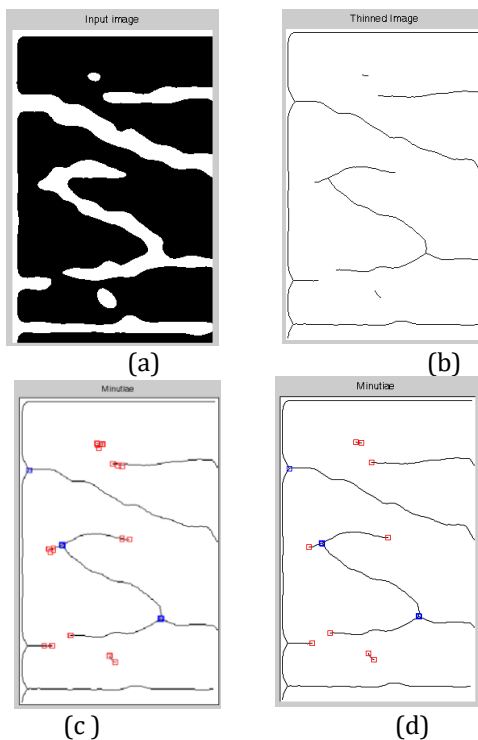 Input image
Thinned Image
(a)
(b)
Minutiae
Minutiae
(c )
(d)